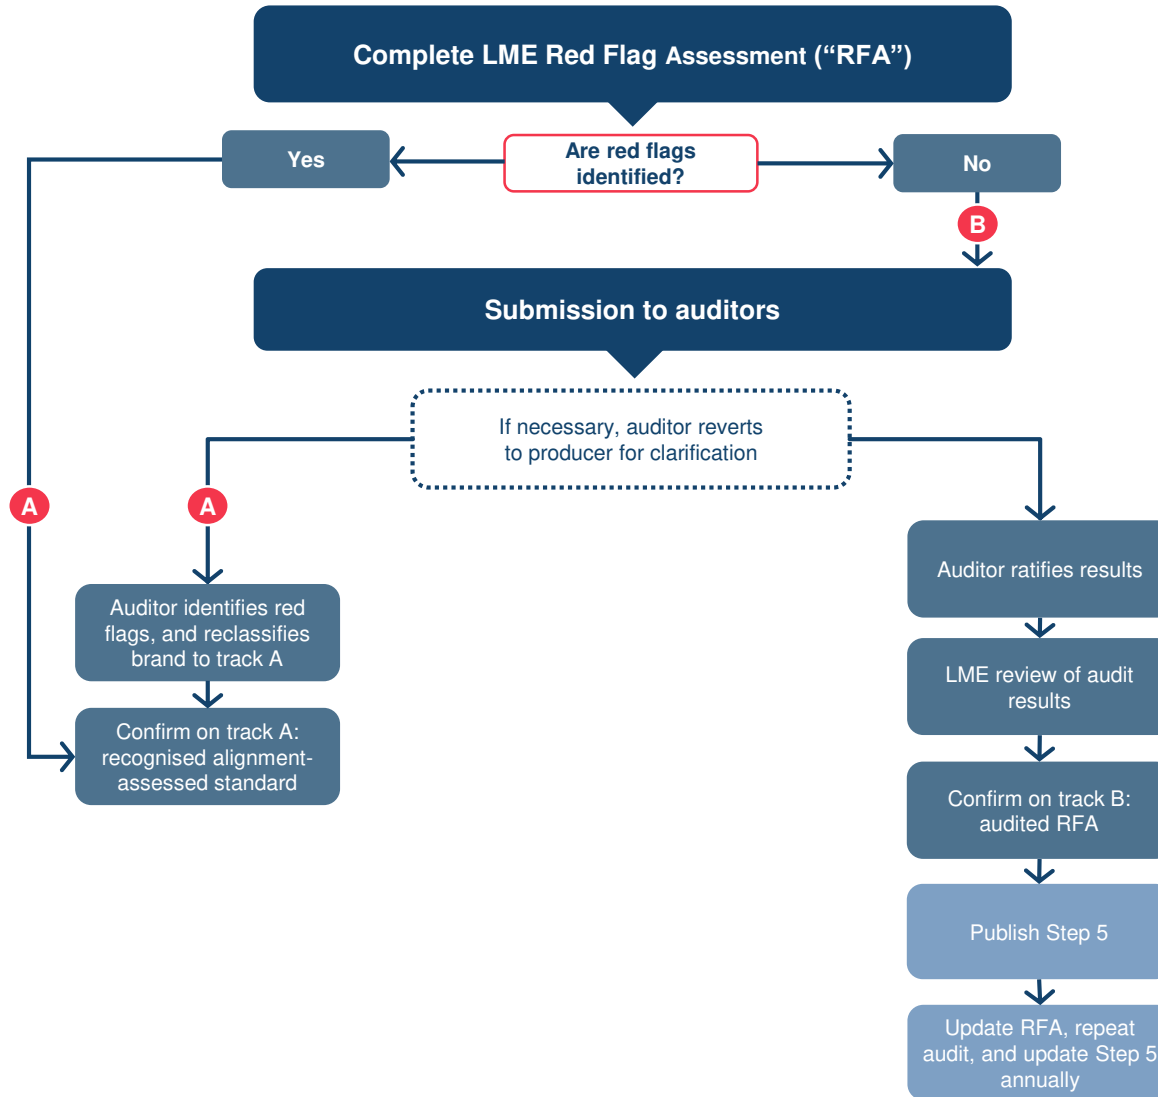 Complete LME Red Flag Assessment (“RFA”)
Yes
Are red flags
identified?
No
B
Submission to auditors
If necessary, auditor reverts
to producer for clarification
A
A
Auditor identifies red
flags, and reclassifies
brand to track A
Confirm on track A:
recognised alignment-
assessed standard
Auditor ratifies results
LME review of audit
results
Confirm on track B:
audited RFA
Publish Step 5
Update RFA, repeat
audit, and update Step 5
annually